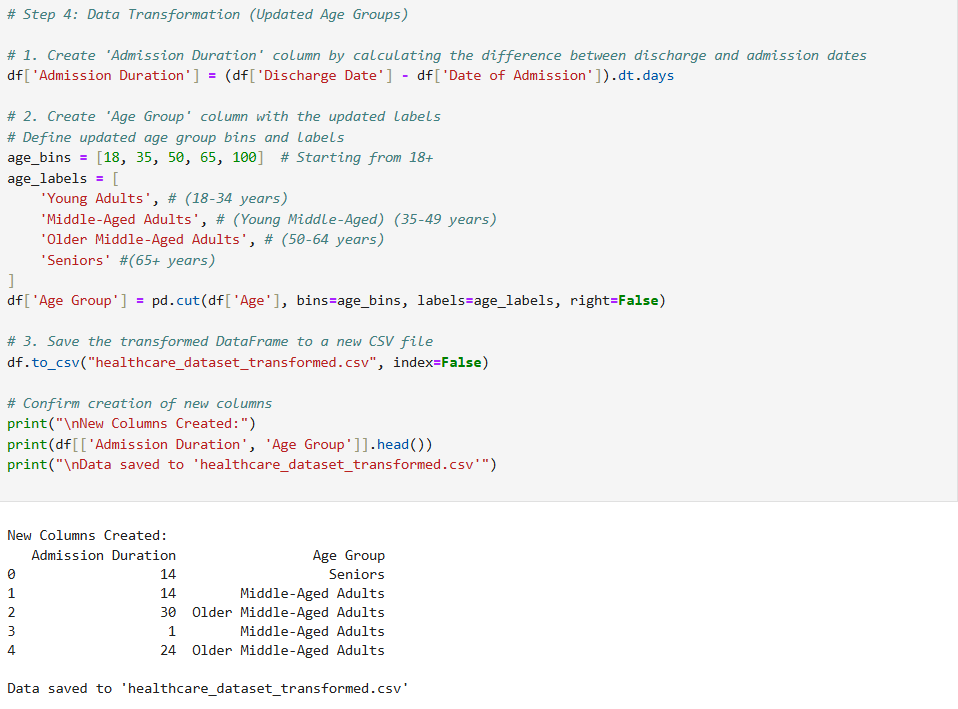 # Step 4: Data Transformation (Updated Age Groups)
# 1. Create 'Admission Duration' column by calculating the difference between discharge and admission dates
df['Admission Duration'] = (df['Discharge Date'] - df['Date of Admission']).dt.days
# 2. Create 'Age Group' column with the updated labels
# Define updated age group bins and labels
age_bins = [18, 35, 50, 65, 100]  # Starting from 18+
age_labels = [
    'Young Adults', # (18-34 years)
    'Middle-Aged Adults', # (Young Middle-Aged) (35-49 years)
    'Older Middle-Aged Adults', # (50-64 years)
    'Seniors' #(65+ years)
]
df['Age Group'] = pd.cut(df['Age'], bins=age_bins, labels=age_labels, right=False)
# 3. Save the transformed DataFrame to a new CSV file
df.to_csv("healthcare_dataset_transformed.csv", index=False)
# Confirm creation of new columns
print("\nNew Columns Created:")
print(df[['Admission Duration', 'Age Group']].head())
print("\nData saved to 'healthcare_dataset_transformed.csv'")
New Columns Created:
   Admission Duration                 Age Group
0                  14                   Seniors
1                  14        Middle-Aged Adults
2                  30  Older Middle-Aged Adults
3                   1        Middle-Aged Adults
4                  24  Older Middle-Aged Adults
Data saved to 'healthcare_dataset_transformed.csv'